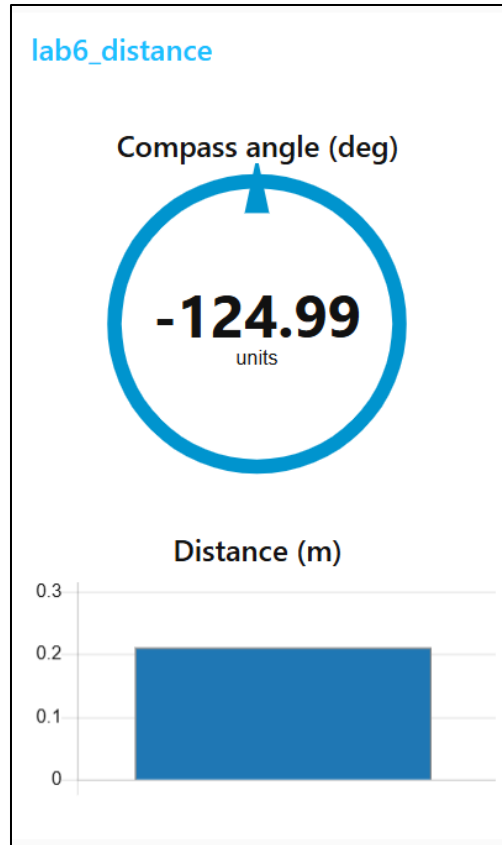 lab6_distance
Compass angle (deg)
-124.99
units
Distance (m)
0.3
0.2
0.1
0